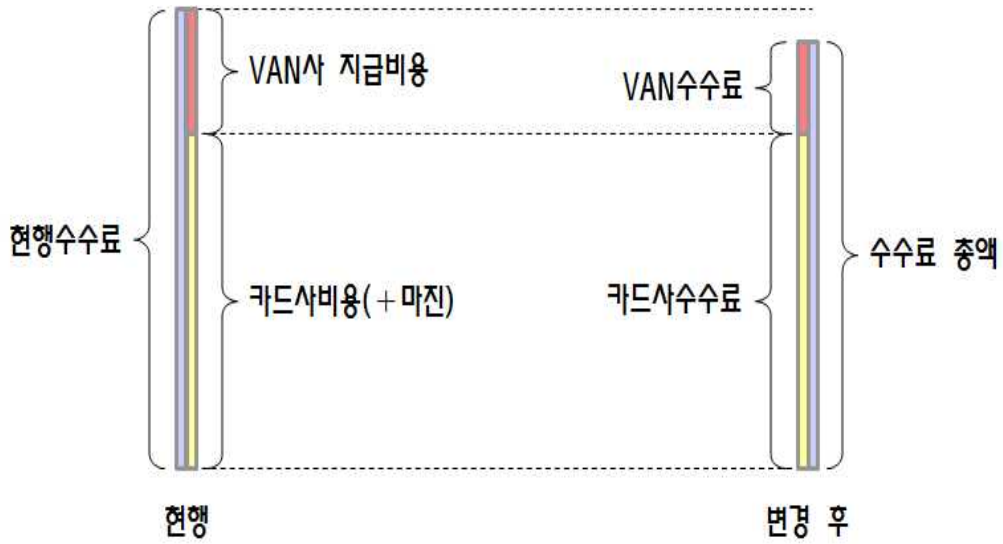 VAN사 지급비용
VAN수수료
현행수수료
수수료 총액
카드사비용(+마진)
카드사수수료
현행
변경 후